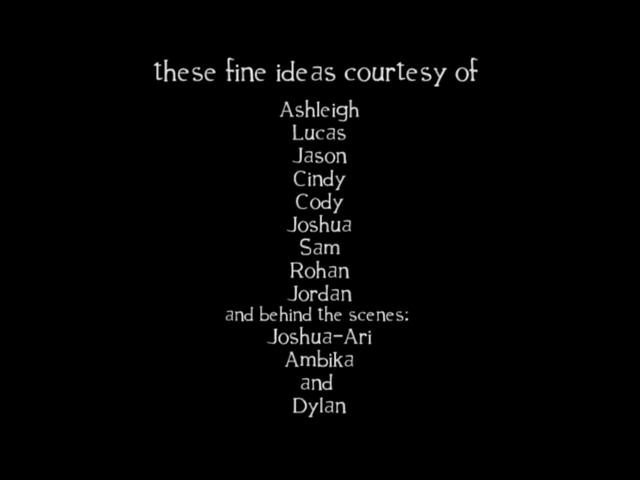 these fine ideas courtesy of
Ashleigh
Lucas
Jason
Cindy
Cody
Joshua
Sam
Rohan
Jordan
and behind the scenes:
Joshua-Ari
Ambika
and
Dylan